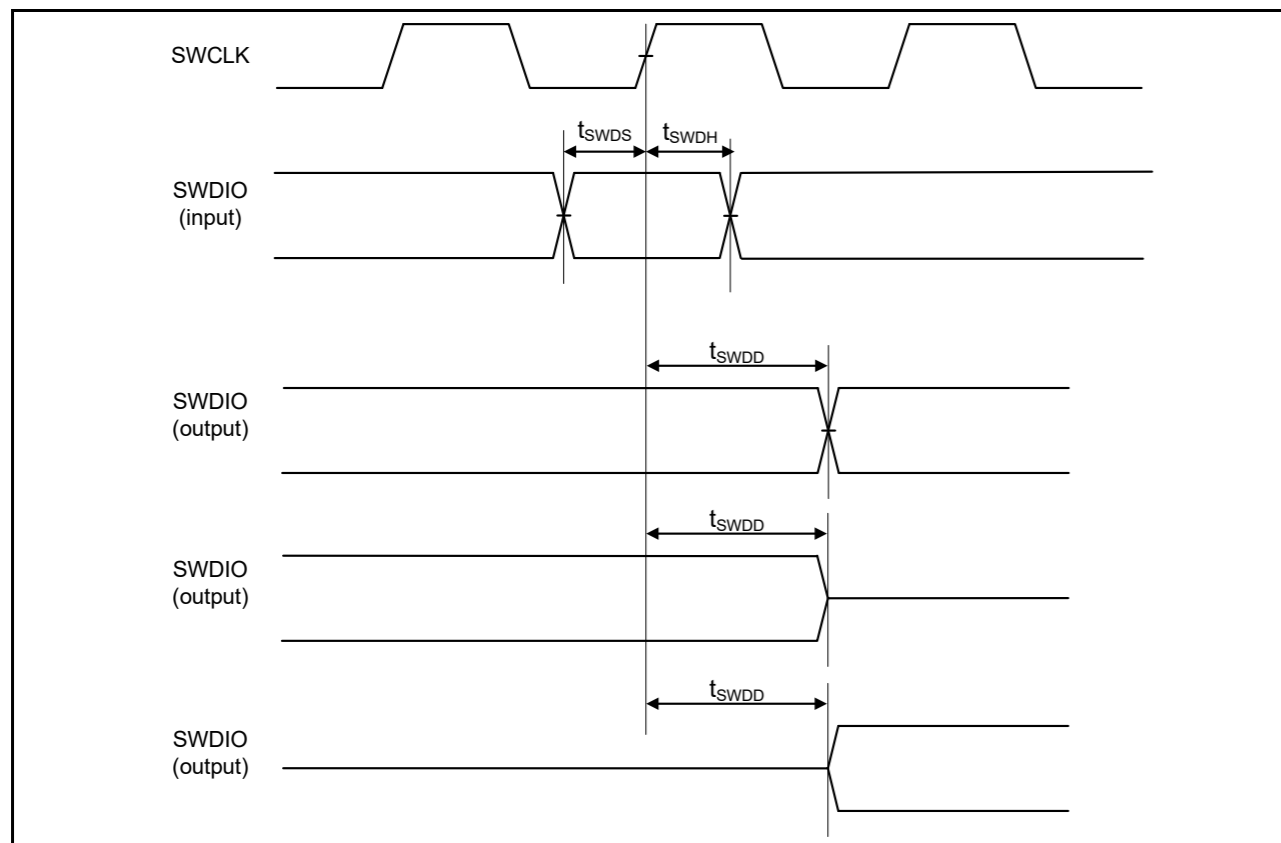 SWCLK
tSWDS
tSWDH
SWDIO
(input)
tSWDD
SWDIO
(output)
tSWDD
SWDIO
(output)
tSWDD
SWDIO
(output)